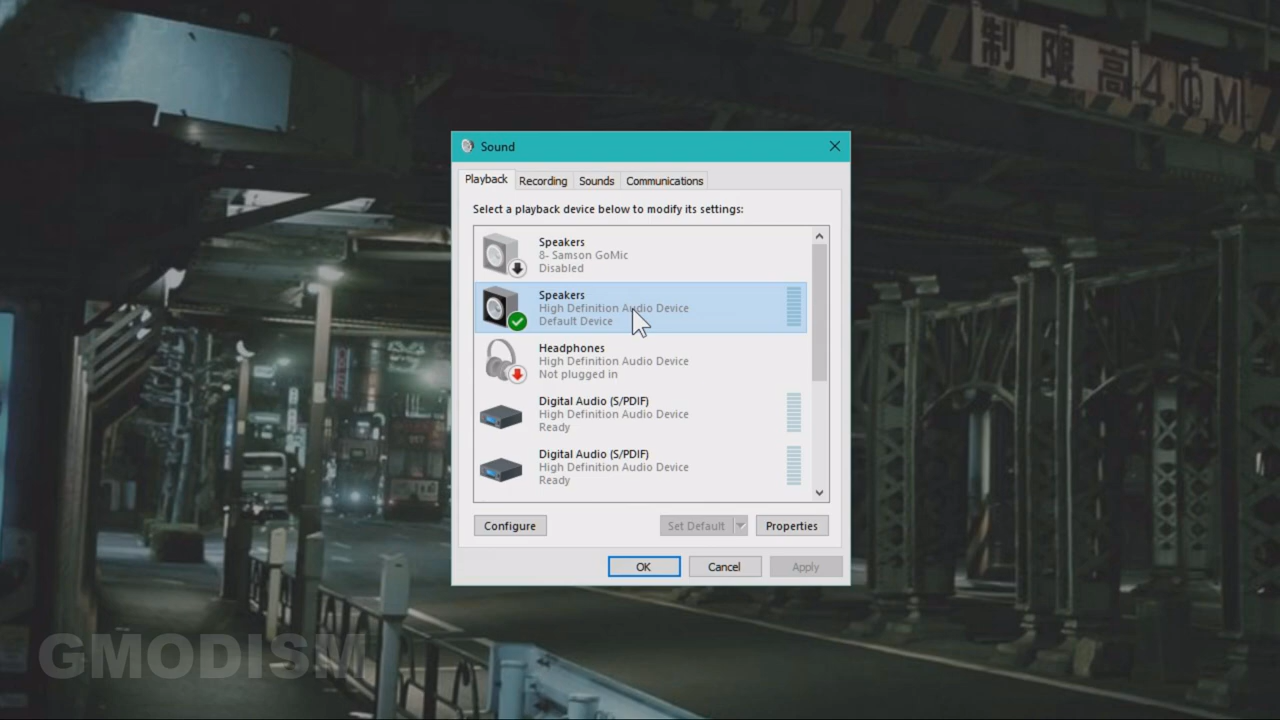 制限高4.0M
Sound
Playback
Recording
Sounds
Communications
Select a playback device below to modify its settings:
Speakers
8- Samson GoMic
Disabled
Speakers
High Definition Audio Device
Default Device
Headphones
High Definition Audio Device
Not plugged in
Digital Audio (S/PDIF)
High Definition Audio Device
Ready
Digital Audio (S/PDIF)
High Definition Audio Device
Ready
Configure
Set Default
Properties
OK
Cancel
Apply
GMODISM